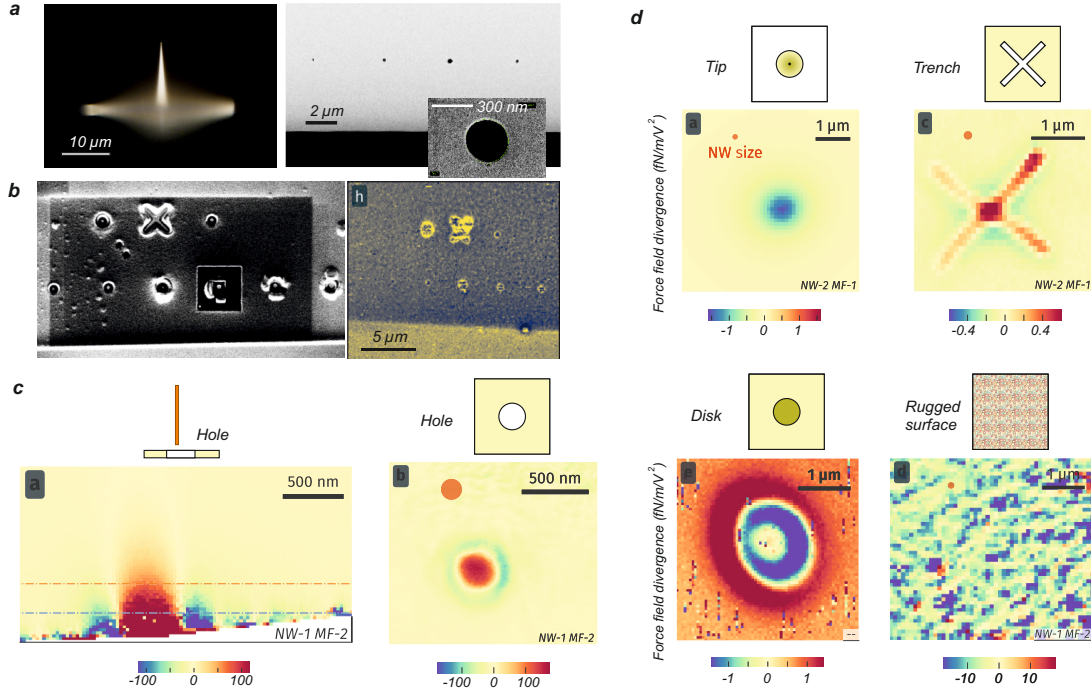 a
10 µm
2 µm
300 nm
b
h
5 µm
c
Hole
a
500 nm
NW-1 MF-2
-100 0 100
Hole
b
500 nm
NW-1 MF-2
-100 0 100
d
Tip
Force field divergence (fN/m/V²)
a
1 µm
NW size
NW-2 MF-1
-1 0 1
Trench
c
1 µm
NW-2 MF-1
-0.4 0 0.4
Disk
Force field divergence (fN/m/V²)
e
1 µm
--
-1 0 1
Rugged
surface
d
1 µm
NW-1 MF-2
-10 0 10